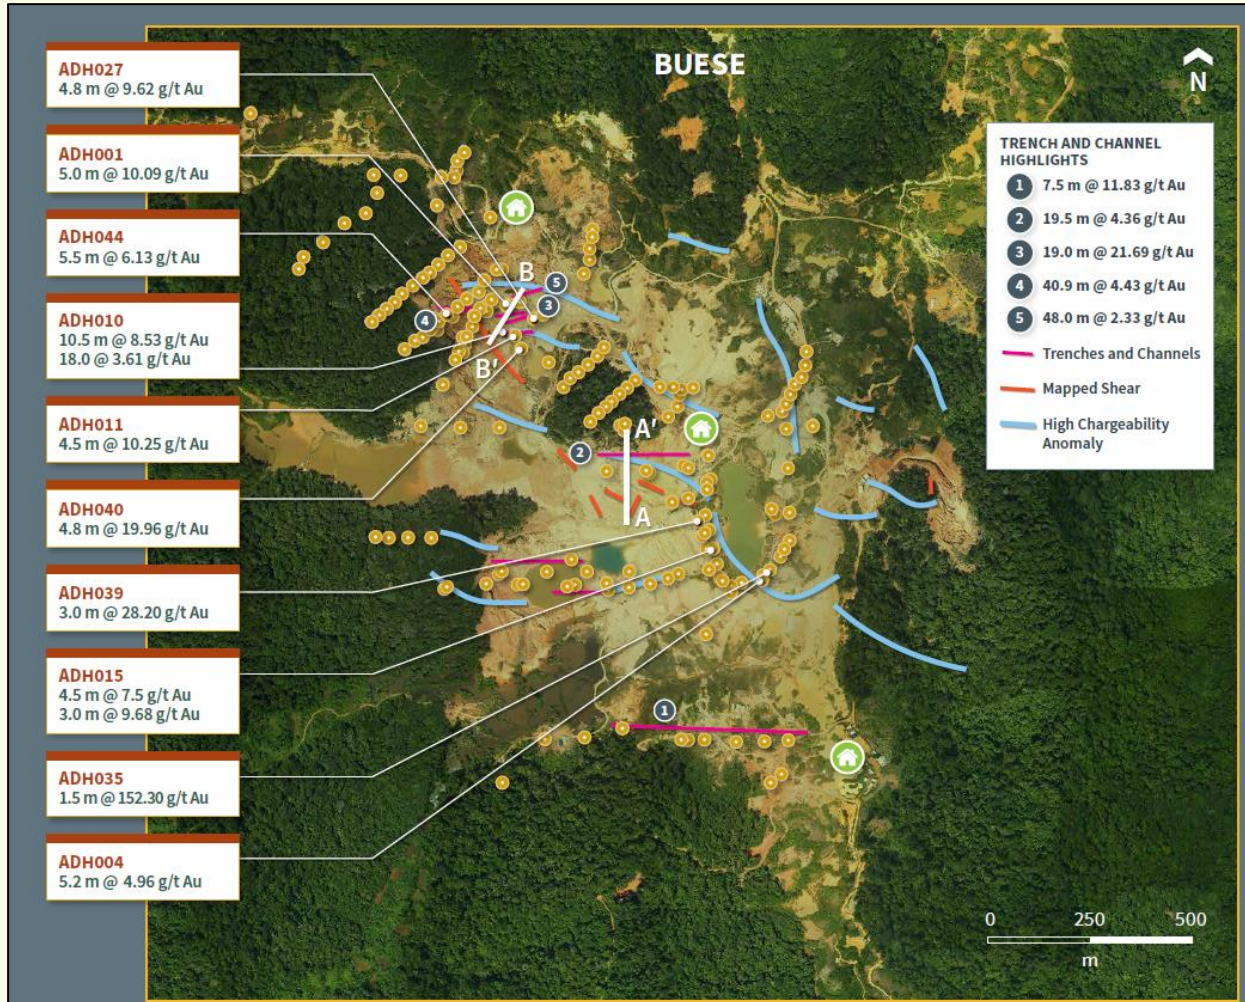 BUESE
N
ADH027
4.8 m @ 9.62 g/t Au
ADH001
5.0 m @ 10.09 g/t Au
ADH044
5.5 m @ 6.13 g/t Au
ADH010
10.5 m @ 8.53 g/t Au
18.0 @ 3.61 g/t Au
ADH011
4.5 m @ 10.25 g/t Au
ADH040
4.8 m @ 19.96 g/t Au
ADH039
3.0 m @ 28.20 g/t Au
ADH015
4.5 m @ 7.5 g/t Au
3.0 m @ 9.68 g/t Au
ADH035
1.5 m @ 152.30 g/t Au
ADH004
5.2 m @ 4.96 g/t Au
B
5
3
4
B'
A'
2
A
1
TRENCH AND CHANNEL
HIGHLIGHTS
1 7.5 m @ 11.83 g/t Au
2 19.5 m @ 4.36 g/t Au
3 19.0 m @ 21.69 g/t Au
4 40.9 m @ 4.43 g/t Au
5 48.0 m @ 2.33 g/t Au
Trenches and Channels
Mapped Shear
High Chargeability
Anomaly
0 250 500
m